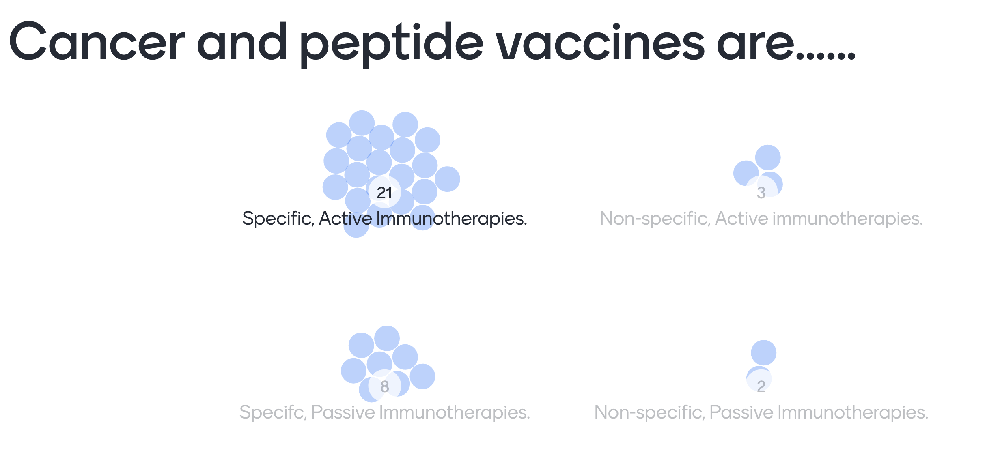 Cancer and peptide vaccines are......
21
Specific, Active Immunotherapies.
3
Non-specific, Active immunotherapies.
8
Specifc, Passive Immunotherapies.
2
Non-specific, Passive Immunotherapies.